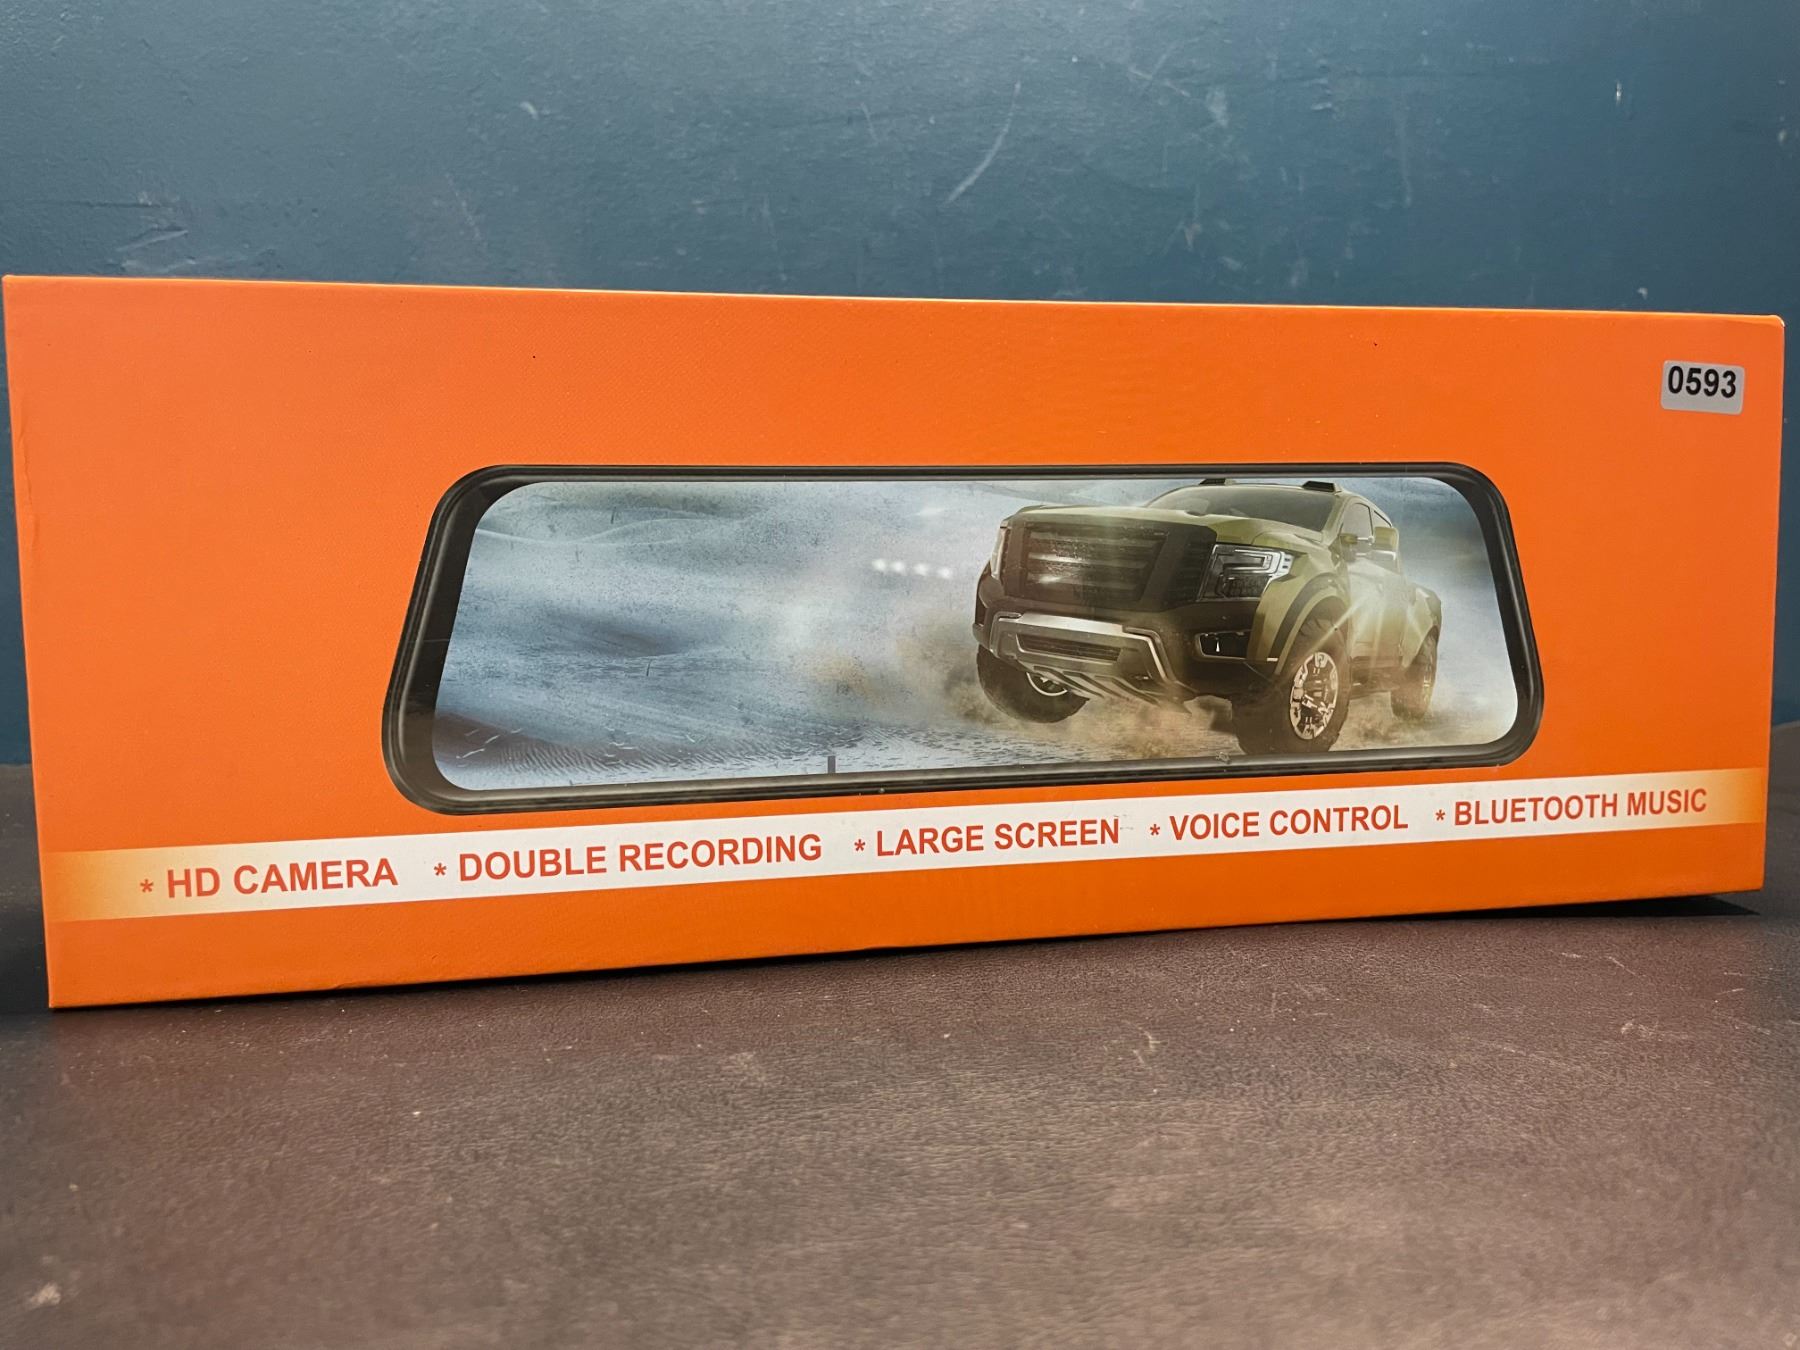 0593
* HD CAMERA * DOUBLE RECORDING * LARGE SCREEN * VOICE CONTROL * BLUETOOTH MUSIC